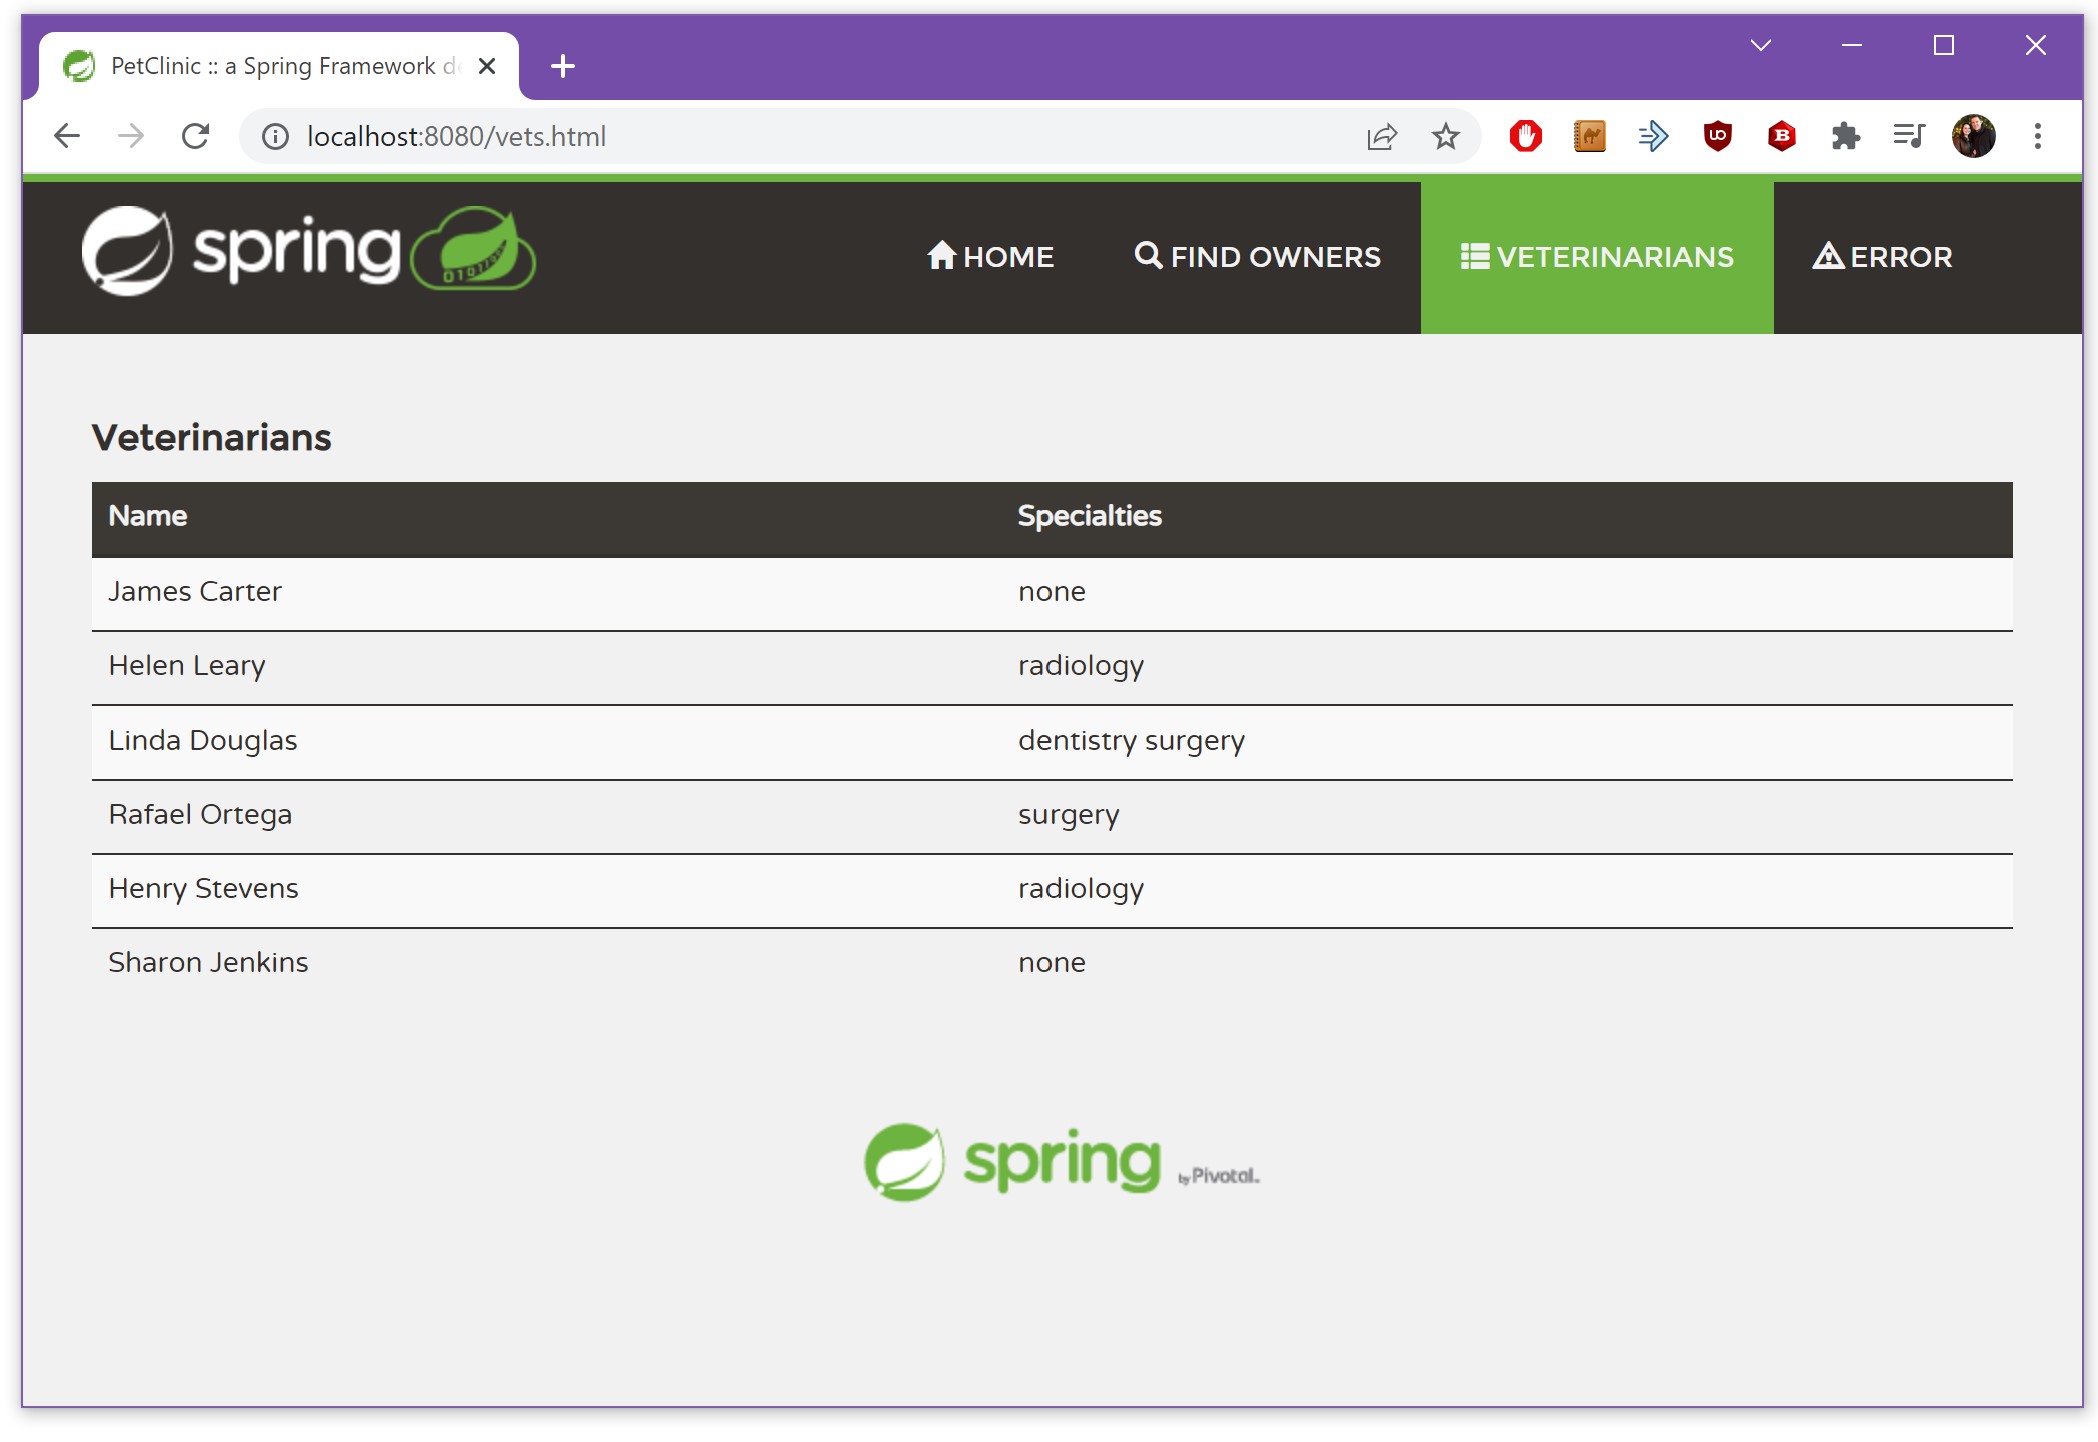 PetClinic :: a Spring Framework d
localhost:8080/vets.html
spring
HOME FIND OWNERS VETERINARIANS ERROR
Veterinarians
Name Specialties
James Carter none
Helen Leary radiology
Linda Douglas dentistry surgery
Rafael Ortega surgery
Henry Stevens radiology
Sharon Jenkins none
spring by Pivotal